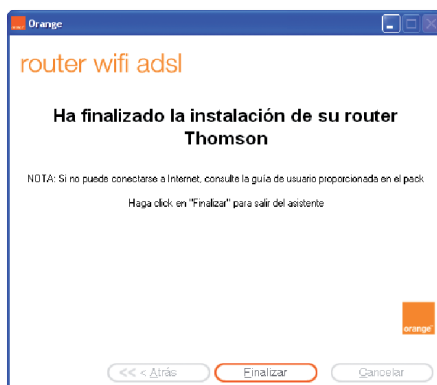 Orange
router wifi adsl
Ha finalizado la instalación de su router
Thomson
NOTA: Si no puede conectarse a Internet, consulte la guía de usuario proporcionada en el pack
Haga click en "Finalizar" para salir del asistente
orange
<< < Atrás
Finalizar
Cancelar